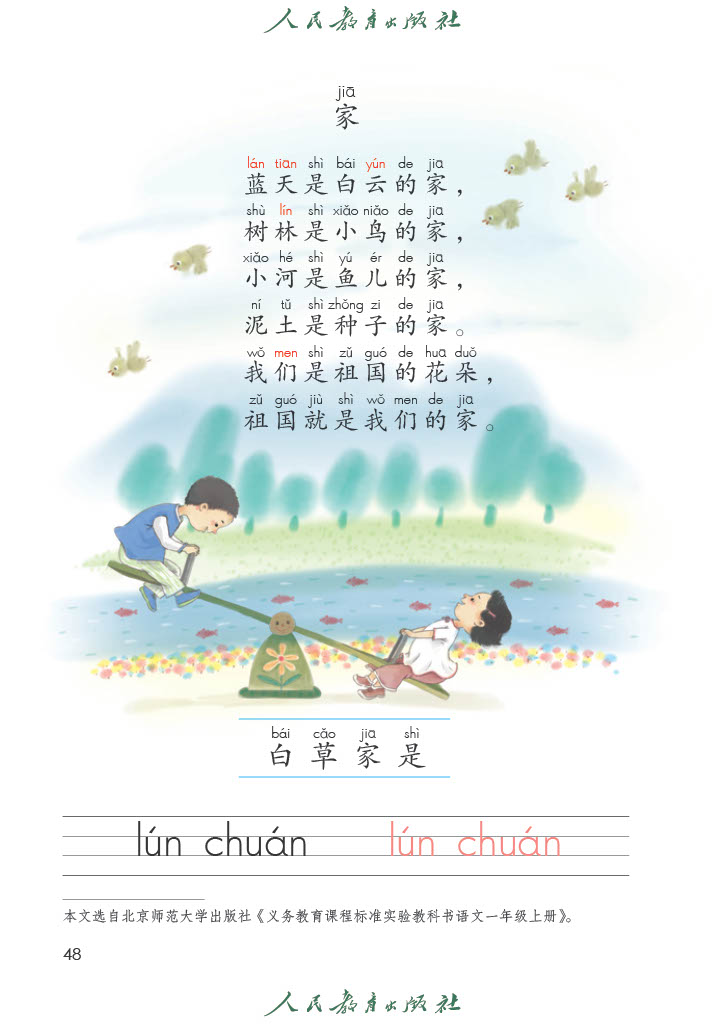 人民教育出版社
jiā
家
lán tiān shì bái yún de jiā
蓝天是白云的家，
shù lín shì xiǎo niǎo de jiā
树林是小鸟的家，
xiǎo hé shì yú ér de jiā
小河是鱼儿的家，
ní tǔ shì zhǒng zi de jiā
泥土是种子的家。
wǒ men shì zǔ guó de huā duǒ
我们是祖国的花朵，
zǔ guó jiù shì wǒ men de jiā
祖国就是我们的家。
bái cǎo jiā shì
白草家是
lún chuán lún chuán
本文选自北京师范大学出版社《义务教育课程标准实验教科书语文一年级上册》。
48
人民教育出版社